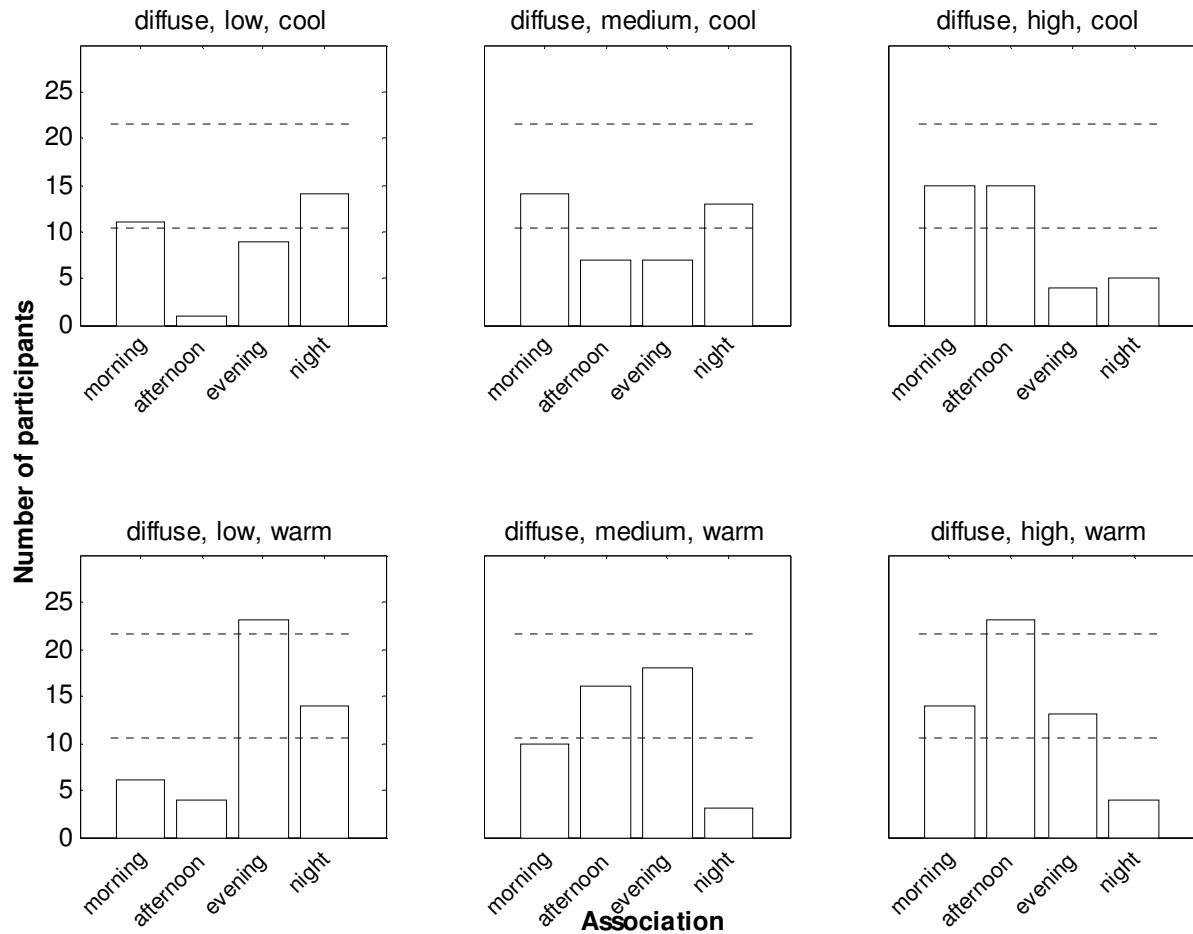 diffuse, low, cool
diffuse, medium, cool
diffuse, high, cool
25
20
15
10
5
0
morning
afternoon
evening
night
morning
afternoon
evening
night
morning
afternoon
evening
night
Number of participants
diffuse, low, warm
diffuse, medium, warm
diffuse, high, warm
25
20
15
10
5
0
morning
afternoon
evening
night
morning
afternoon
evening
night
morning
afternoon
evening
night
Association